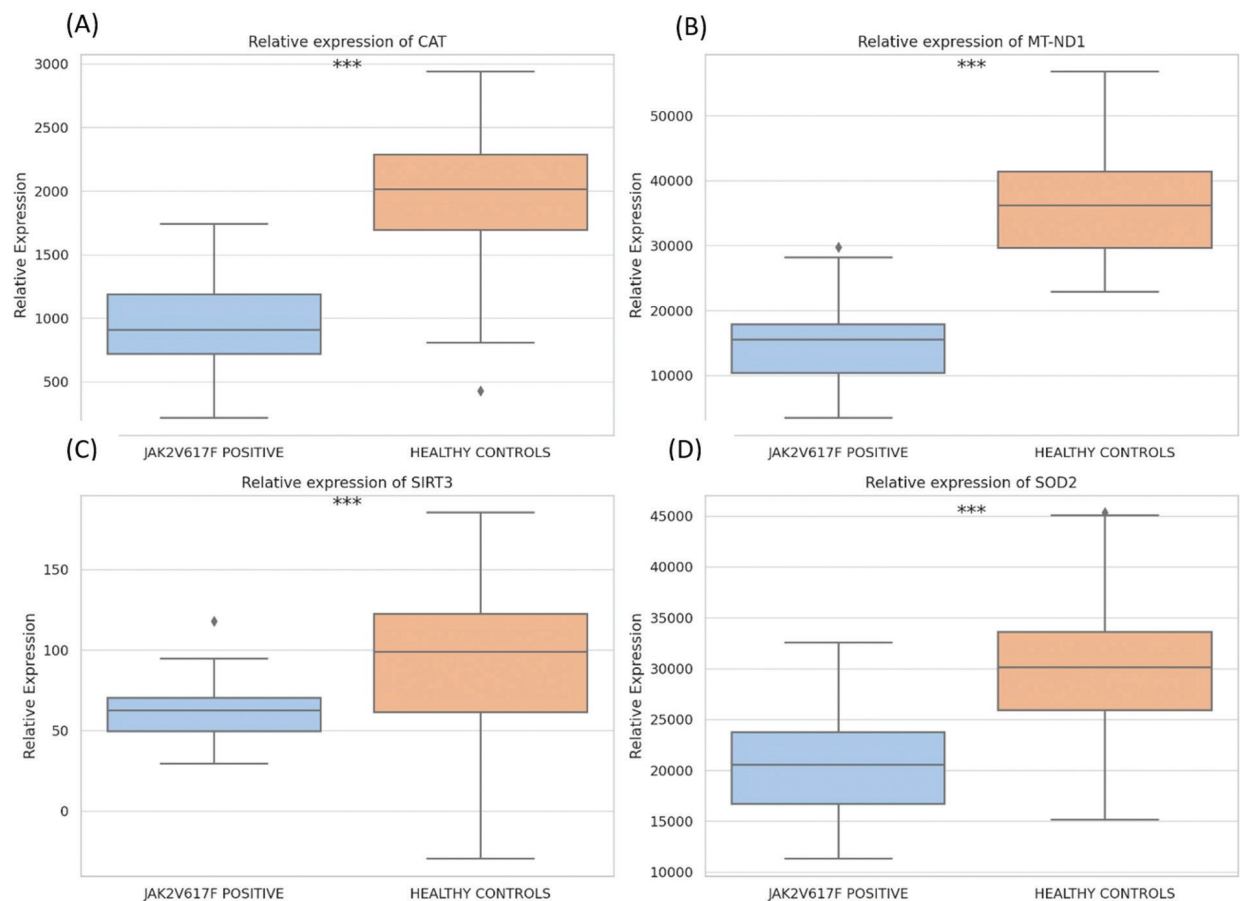 (A)
Relative expression of CAT
***
3000
2500
2000
1500
1000
500
Relative Expression
JAK2V617F POSITIVE
HEALTHY CONTROLS
(B)
Relative expression of MT-ND1
***
50000
40000
30000
20000
10000
Relative Expression
JAK2V617F POSITIVE
HEALTHY CONTROLS
(C)
Relative expression of SIRT3
***
150
100
50
0
Relative Expression
JAK2V617F POSITIVE
HEALTHY CONTROLS
(D)
Relative expression of SOD2
***
45000
40000
35000
30000
25000
20000
15000
10000
Relative Expression
JAK2V617F POSITIVE
HEALTHY CONTROLS